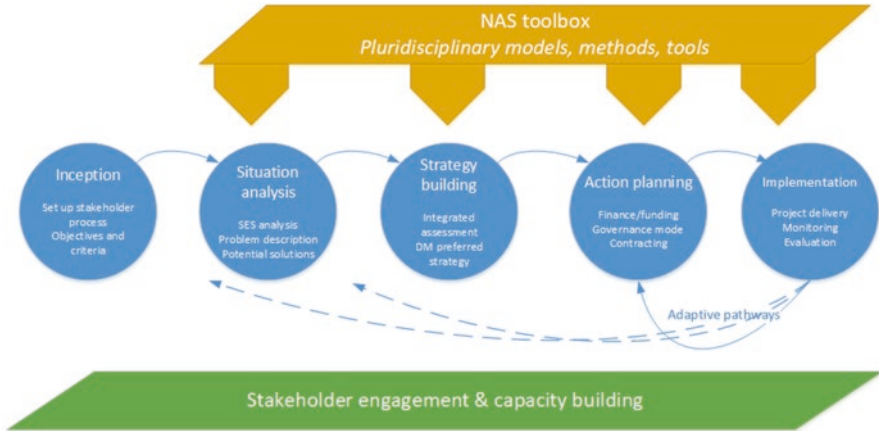 NAS toolbox
Pluridisciplinary models, methods, tools
Inception
Set up stakeholder
process
Objectives and
criteria
Situation
analysis
SES analysis
Problem description
Potential solutions
Strategy
building
Integrated
assessment
DM preferred
strategy
Action planning
Finance/funding
Governance mode
Contracting
Implementation
Project delivery
Monitoring
Evaluation
Adaptive pathways
Stakeholder engagement & capacity building